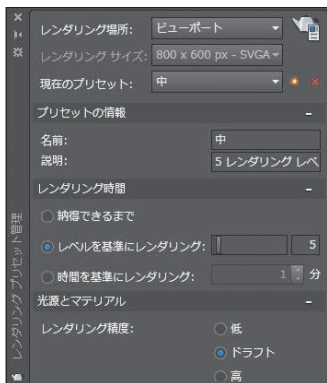 レンダリング場所: ビューポート
レンダリング サイズ: 800 x 600 px - SVGA
現在のプリセット: 中
プリセットの情報
名前: 中
説明: 5 レンダリング レベ
レンダリング時間
納得できるまで
レベルを基準にレンダリング: 5
時間を基準にレンダリング: 1 分
光源とマテリアル
レンダリング精度: 低
ドラフト
高
レンダリング プリセット管理